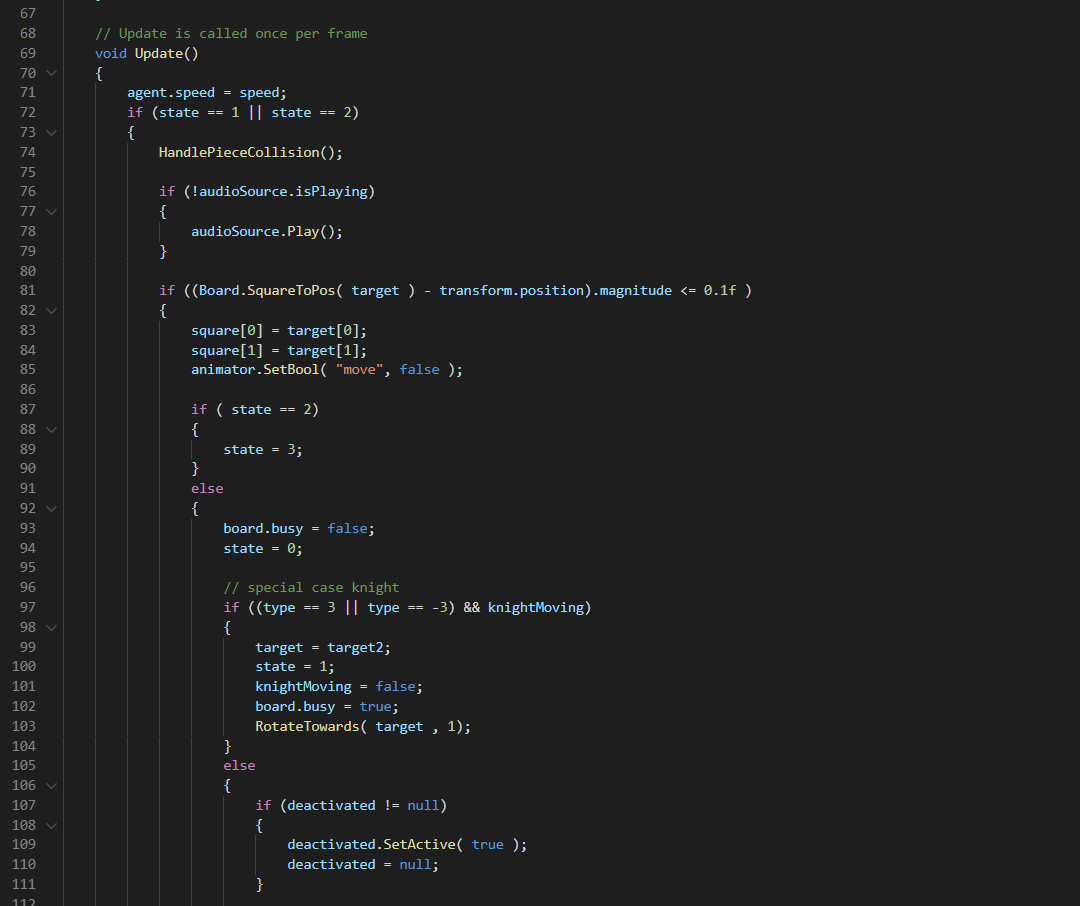 67
68 // Update is called once per frame
69 void Update()
70 {
71 agent.speed = speed;
72 if (state == 1 || state == 2)
73 {
74 HandlePieceCollision();
75
76 if (!audioSource.isPlaying)
77 {
78 audioSource.Play();
79 }
80
81 if ((Board.SquareToPos( target ) - transform.position).magnitude <= 0.1f )
82 {
83 square[0] = target[0];
84 square[1] = target[1];
85 animator.SetBool( "move", false );
86
87 if ( state == 2)
88 {
89 state = 3;
90 }
91 else
92 {
93 board.busy = false;
94 state = 0;
95
96 // special case knight
97 if ((type == 3 || type == -3) && knightMoving)
98 {
99 target = target2;
100 state = 1;
101 knightMoving = false;
102 board.busy = true;
103 RotateTowards( target , 1);
104 }
105 else
106 {
107 if (deactivated != null)
108 {
109 deactivated.SetActive( true );
110 deactivated = null;
111 }
112